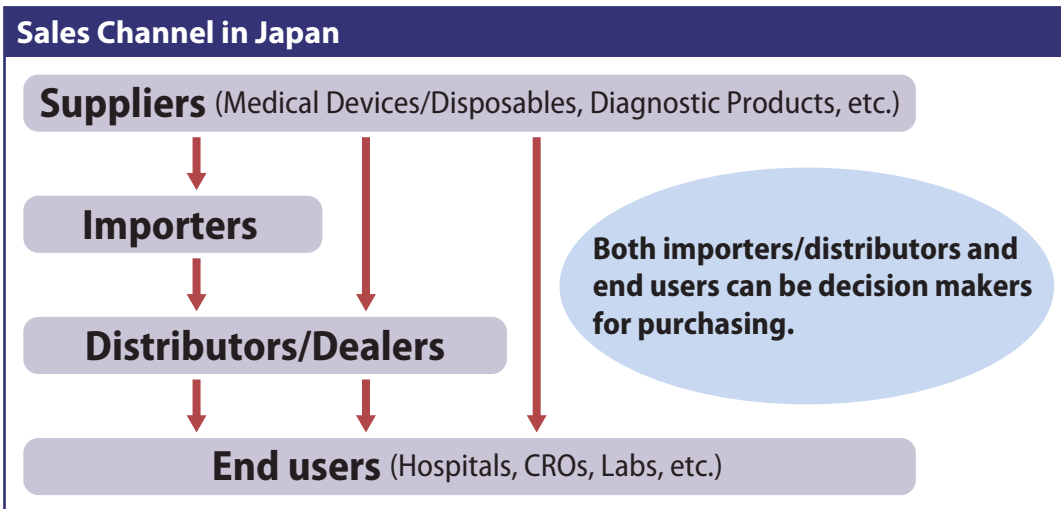 Sales Channel in Japan
Suppliers (Medical Devices/Disposables, Diagnostic Products, etc.)
Importers
Both importers/distributors and
end users can be decision makers
for purchasing.
Distributors/Dealers
End users (Hospitals, CROs, Labs, etc.)